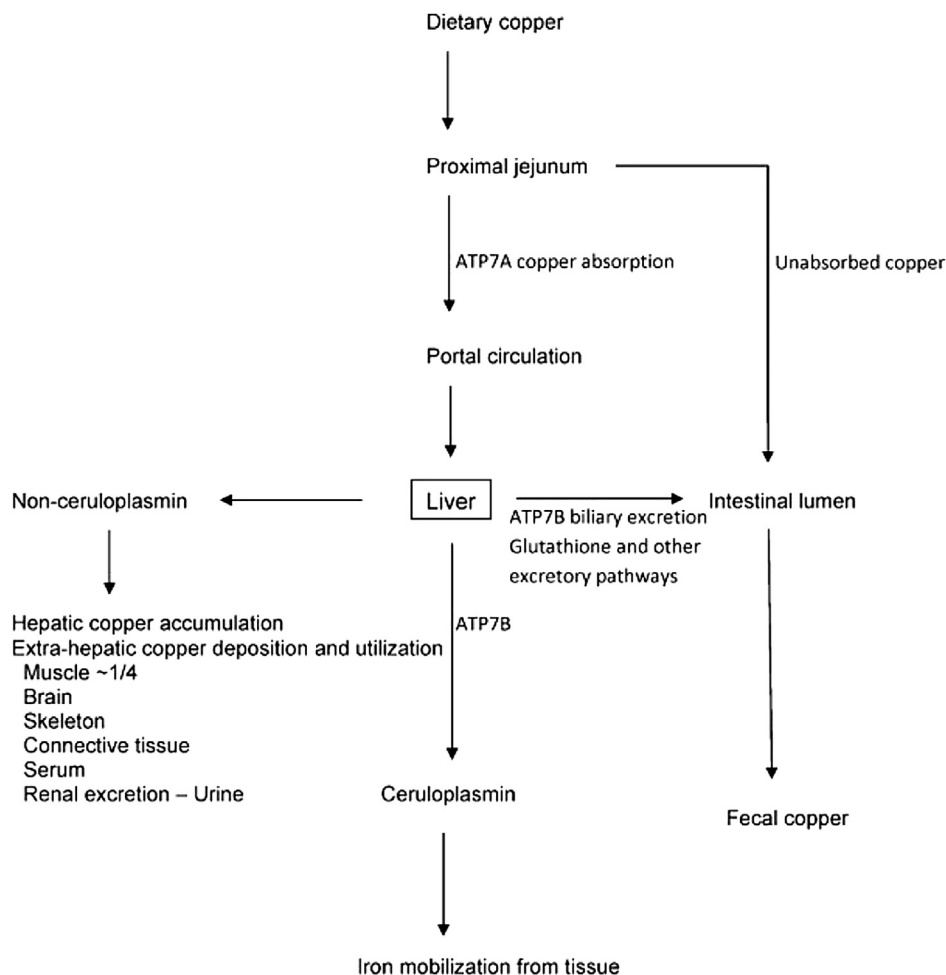 Dietary copper
Proximal jejunum
ATP7A copper absorption
Unabsorbed copper
Portal circulation
Non-ceruloplasmin
Liver
ATP7B biliary excretion
Glutathione and other
excretory pathways
Intestinal lumen
Hepatic copper accumulation
Extra-hepatic copper deposition and utilization
Muscle ~1/4
Brain
Skeleton
Connective tissue
Serum
Renal excretion – Urine
ATP7B
Ceruloplasmin
Fecal copper
Iron mobilization from tissue